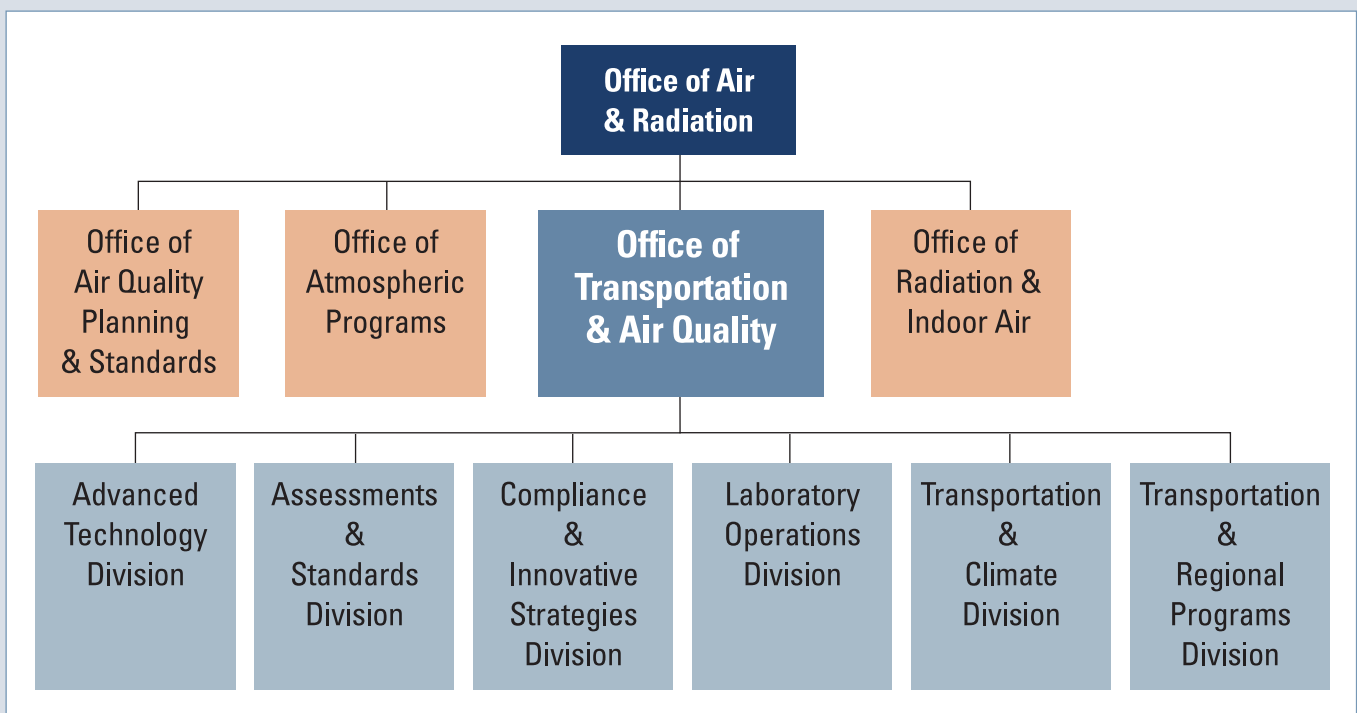 Office of Air
& Radiation
Office of
Air Quality
Planning
& Standards
Office of
Atmospheric
Programs
Office of
Transportation
& Air Quality
Office of
Radiation &
Indoor Air
Advanced
Technology
Division
Assessments
&
Standards
Division
Compliance
&
Innovative
Strategies
Division
Laboratory
Operations
Division
Transportation
&
Climate
Division
Transportation
&
Regional
Programs
Division